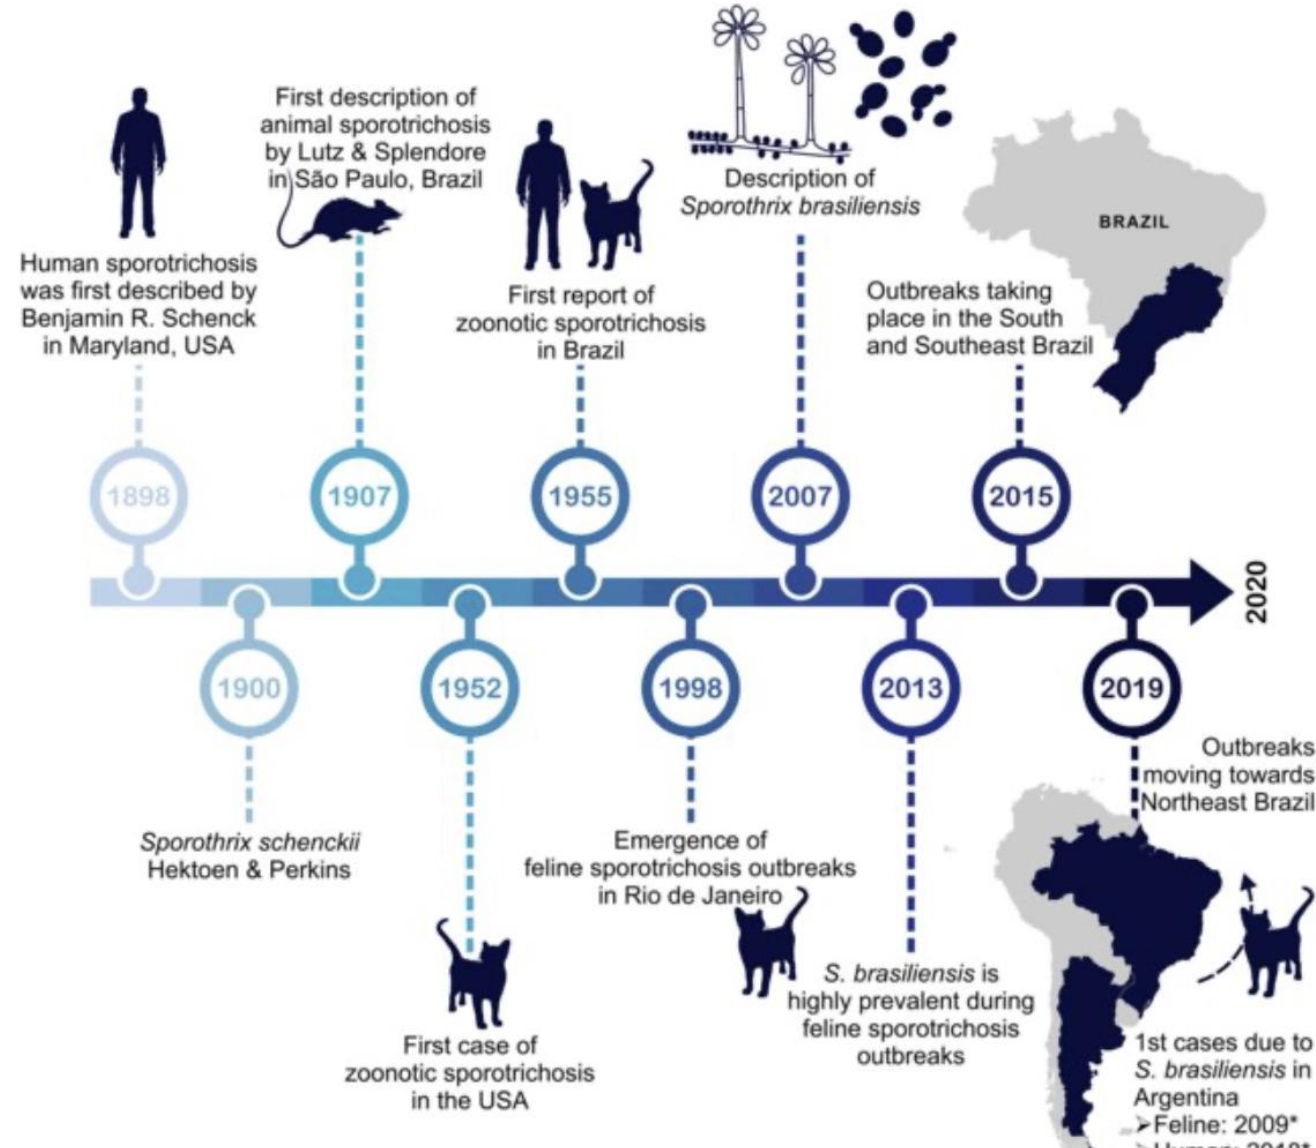 Human sporotrichosis
was first described by
Benjamin R. Schenck
in Maryland, USA
1898
First description of
animal sporotrichosis
by Lutz & Splendore
in São Paulo, Brazil
1907
First report of
zoonotic sporotrichosis
in Brazil
1955
Description of
Sporothrix brasiliensis
2007
Outbreaks taking
place in the South
and Southeast Brazil
2015
BRAZIL
2020
1900
Sporothrix schenckii
Hektoen & Perkins
1952
First case of
zoonotic sporotrichosis
in the USA
1998
Emergence of
feline sporotrichosis outbreaks
in Rio de Janeiro
2013
S. brasiliensis is
highly prevalent during
feline sporotrichosis
outbreaks
2019
Outbreaks
moving towards
Northeast Brazil
1st cases due to
S. brasiliensis in
Argentina
➢Feline: 2009*